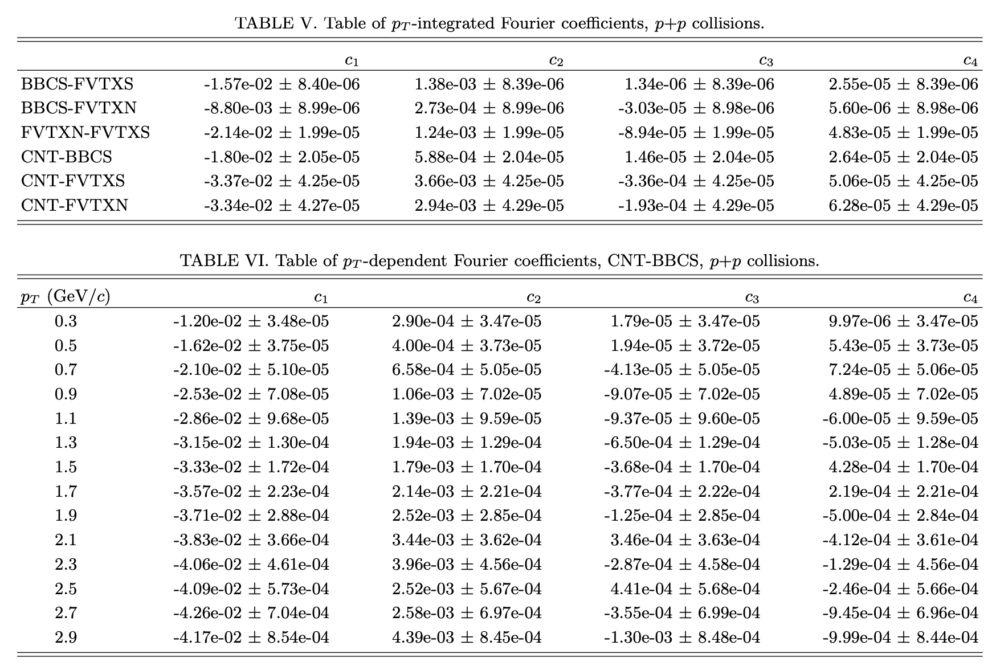 TABLE V. Table of pT-integrated Fourier coefficients, p+p collisions.
c1 c2 c3 c4
BBCS-FVTXS -1.57e-02 ± 8.40e-06 1.38e-03 ± 8.39e-06 1.34e-06 ± 8.39e-06 2.55e-05 ± 8.39e-06
BBCS-FVTXN -8.80e-03 ± 8.99e-06 2.73e-04 ± 8.99e-06 -3.03e-05 ± 8.98e-06 5.60e-06 ± 8.98e-06
FVTXN-FVTXS -2.14e-02 ± 1.99e-05 1.24e-03 ± 1.99e-05 -8.94e-05 ± 1.99e-05 4.83e-05 ± 1.99e-05
CNT-BBCS -1.80e-02 ± 2.05e-05 5.88e-04 ± 2.04e-05 1.46e-05 ± 2.04e-05 2.64e-05 ± 2.04e-05
CNT-FVTXS -3.37e-02 ± 4.25e-05 3.66e-03 ± 4.25e-05 -3.36e-04 ± 4.25e-05 5.06e-05 ± 4.25e-05
CNT-FVTXN -3.34e-02 ± 4.27e-05 2.94e-03 ± 4.29e-05 -1.93e-04 ± 4.29e-05 6.28e-05 ± 4.29e-05
TABLE VI. Table of pT-dependent Fourier coefficients, CNT-BBCS, p+p collisions.
pT (GeV/c) c1 c2 c3 c4
0.3 -1.20e-02 ± 3.48e-05 2.90e-04 ± 3.47e-05 1.79e-05 ± 3.47e-05 9.97e-06 ± 3.47e-05
0.5 -1.62e-02 ± 3.75e-05 4.00e-04 ± 3.73e-05 1.94e-05 ± 3.72e-05 5.43e-05 ± 3.73e-05
0.7 -2.10e-02 ± 5.10e-05 6.58e-04 ± 5.05e-05 -4.13e-05 ± 5.05e-05 7.24e-05 ± 5.06e-05
0.9 -2.53e-02 ± 7.08e-05 1.06e-03 ± 7.02e-05 -9.07e-05 ± 7.02e-05 4.89e-05 ± 7.02e-05
1.1 -2.86e-02 ± 9.68e-05 1.39e-03 ± 9.59e-05 -9.37e-05 ± 9.60e-05 -6.00e-05 ± 9.59e-05
1.3 -3.15e-02 ± 1.30e-04 1.94e-03 ± 1.29e-04 -6.50e-04 ± 1.29e-04 -5.03e-05 ± 1.28e-04
1.5 -3.33e-02 ± 1.72e-04 1.79e-03 ± 1.70e-04 -3.68e-04 ± 1.70e-04 4.28e-04 ± 1.70e-04
1.7 -3.57e-02 ± 2.23e-04 2.14e-03 ± 2.21e-04 -3.77e-04 ± 2.22e-04 2.19e-04 ± 2.21e-04
1.9 -3.71e-02 ± 2.88e-04 2.52e-03 ± 2.85e-04 -1.25e-04 ± 2.85e-04 -5.00e-04 ± 2.84e-04
2.1 -3.83e-02 ± 3.66e-04 3.44e-03 ± 3.62e-04 3.46e-04 ± 3.63e-04 -4.12e-04 ± 3.61e-04
2.3 -4.06e-02 ± 4.61e-04 3.96e-03 ± 4.56e-04 -2.87e-04 ± 4.58e-04 -1.29e-04 ± 4.56e-04
2.5 -4.09e-02 ± 5.73e-04 2.52e-03 ± 5.67e-04 4.41e-04 ± 5.68e-04 -2.46e-04 ± 5.66e-04
2.7 -4.26e-02 ± 7.04e-04 2.58e-03 ± 6.97e-04 -3.55e-04 ± 6.99e-04 -9.45e-04 ± 6.96e-04
2.9 -4.17e-02 ± 8.54e-04 4.39e-03 ± 8.45e-04 -1.30e-03 ± 8.48e-04 -9.99e-04 ± 8.44e-04